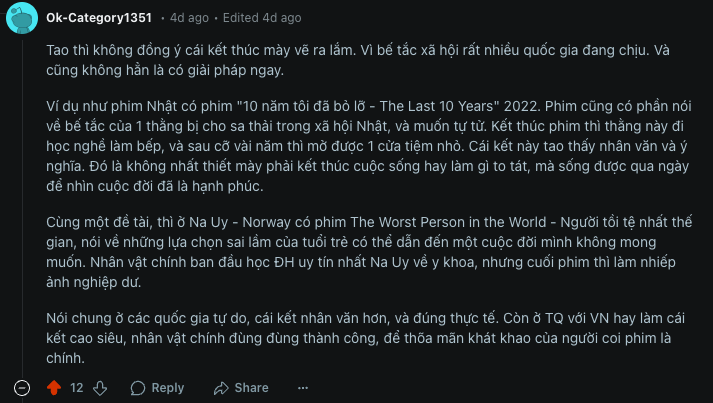 Ok-Category1351 • 4d ago • Edited 4d ago
Tao thì không đồng ý cái kết thúc mày vẽ ra lắm. Vì bế tắc xã hội rất nhiều quốc gia đang chịu. Và
cũng không hẳn là có giải pháp ngay.
Ví dụ như phim Nhật có phim "10 năm tôi đã bỏ lỡ - The Last 10 Years" 2022. Phim cũng có phần nói
về bế tắc của 1 thằng bị cho sa thải trong xã hội Nhật, và muốn tự tử. Kết thúc phim thì thằng này đi
học nghề làm bếp, và sau cỡ vài năm thì mở được 1 cửa tiệm nhỏ. Cái kết này tao thấy nhân văn và ý
nghĩa. Đó là không nhất thiết mày phải kết thúc cuộc sống hay làm gì to tát, mà sống được qua ngày
để nhìn cuộc đời đã là hạnh phúc.
Cùng một đề tài, thì ở Na Uy - Norway có phim The Worst Person in the World - Người tồi tệ nhất thế
gian, nói về những lựa chọn sai lầm của tuổi trẻ có thể dẫn đến một cuộc đời mình không mong
muốn. Nhân vật chính ban đầu học ĐH uy tín nhất Na Uy về y khoa, nhưng cuối phim thì làm nhiếp
ảnh nghiệp dư.
Nói chung ở các quốc gia tự do, cái kết nhân văn hơn, và đúng thực tế. Còn ở TQ với VN hay làm cái
kết cao siêu, nhân vật chính đùng đùng thành công, để thõa mãn khát khao của người coi phim là
chính.
12 Reply Share ...